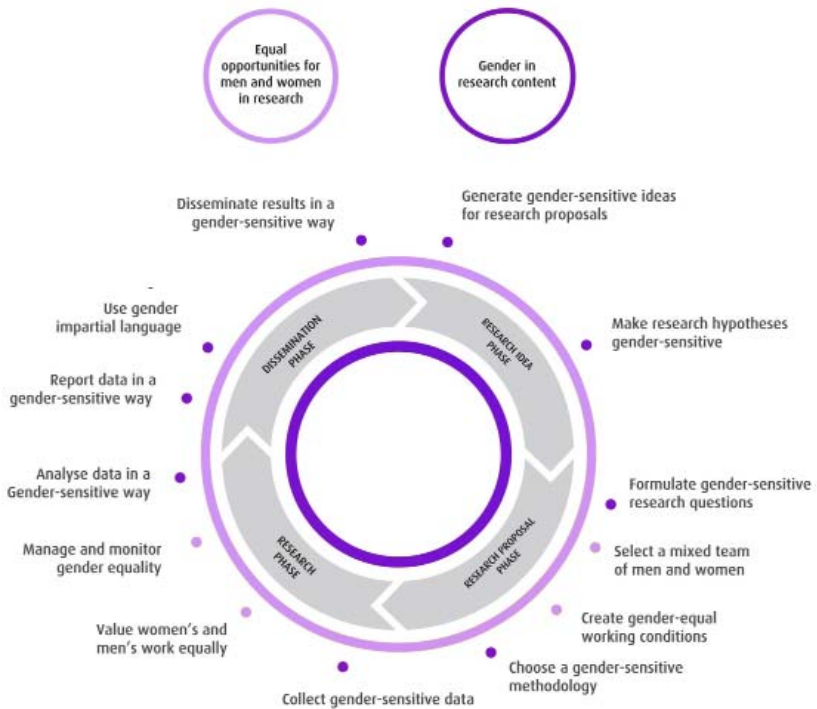 Equal
opportunities for
men and women
in research
Gender in
research content
Disseminate results in a
gender-sensitive way
Generate gender-sensitive ideas
for research proposals
Use gender
impartial language
Make research hypotheses
gender-sensitive
Report data in a
gender-sensitive way
Analyse data in a
Gender-sensitive way
Formulate gender-sensitive
research questions
Manage and monitor
gender equality
Select a mixed team
of men and women
Value women's and
men's work equally
Create gender-equal
working conditions
Collect gender-sensitive data
Choose a gender-sensitive
methodology
DISSEMINATION
PHASE
RESEARCH IDEA
PHASE
RESEARCH
PHASE
RESEARCH PROPOSAL
PHASE